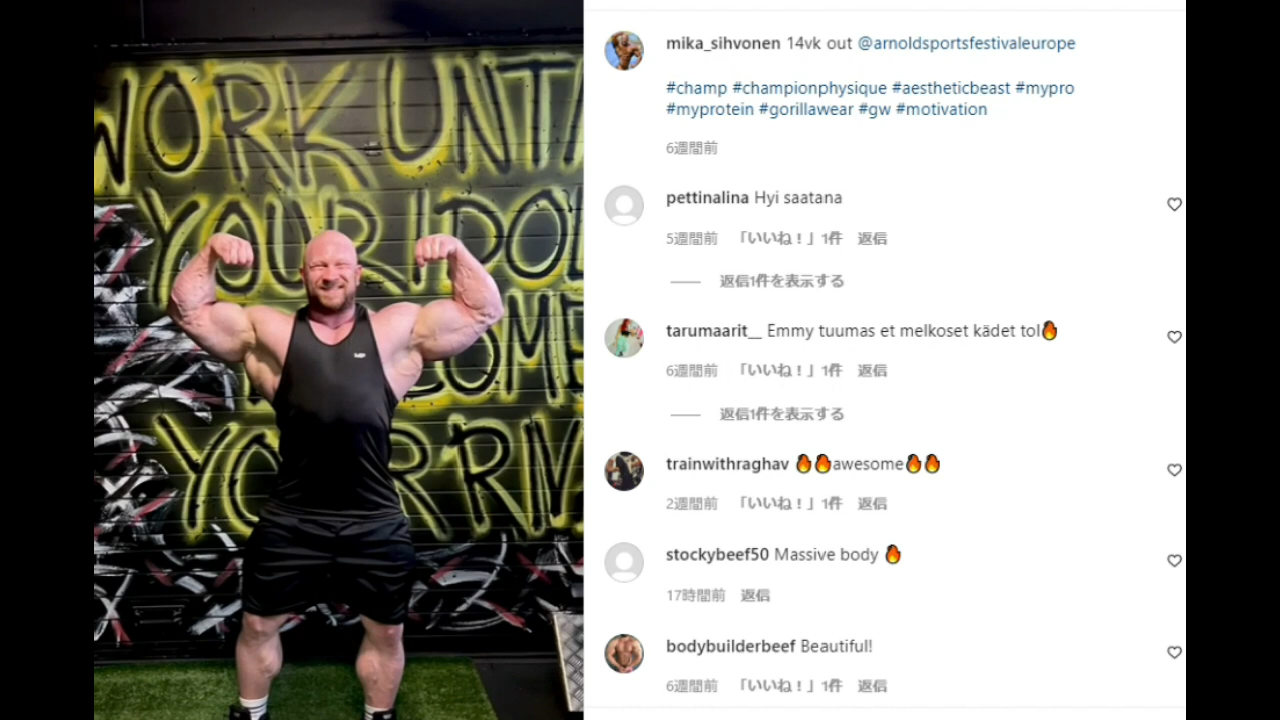 WORK UNT
YOUR IDOL
COME
YOUR RIV
mika_sihvonen 14vk out @arnoldsportsfestivaleurope
#champ #championphysique #aestheticbeast #mypro
#myprotein #gorillawear #gw #motivation
6週間前
pettinalina Hyi saatana
5週間前 「いいね！」1件 返信
返信1件を表示する
tarumaarit__ Emmy tuumas et melkoset kädet tol🔥
6週間前 「いいね！」1件 返信
返信1件を表示する
trainwithraghav 🔥🔥awesome🔥🔥
2週間前 「いいね！」1件 返信
stockybeef50 Massive body 🔥
17時間前 返信
bodybuilderbeef Beautiful!
6週間前 「いいね！」1件 返信